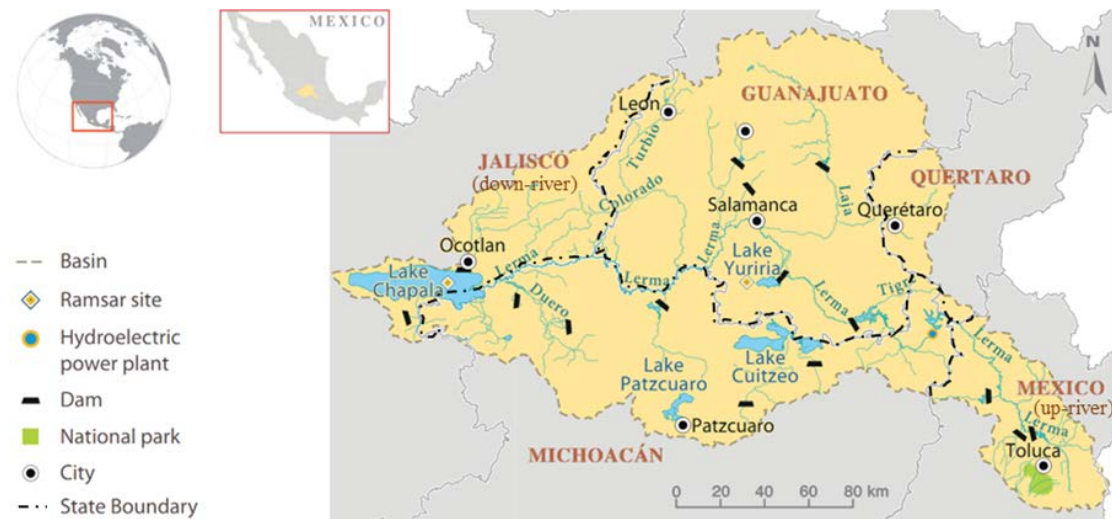 MEXICO
N
GUANAJUATO
Leon
Turbio
JALISCO
(down-river)
QUERTARO
Colorado
Laja
Salamanca
Querétaro
Ocotlan
Lerma
Lerma
Lake
Yuriria
Lake
Chapala
Lerma
Tigre
Duero
Lerma
Lerma
Lake
Patzcuaro
Lake
Cuitzeo
MEXICO
(up-river)
Lerma
Patzcuaro
Toluca
MICHOACÁN
0 20 40 60 80 km
Basin
Ramsar site
Hydroelectric
power plant
Dam
National park
City
State Boundary